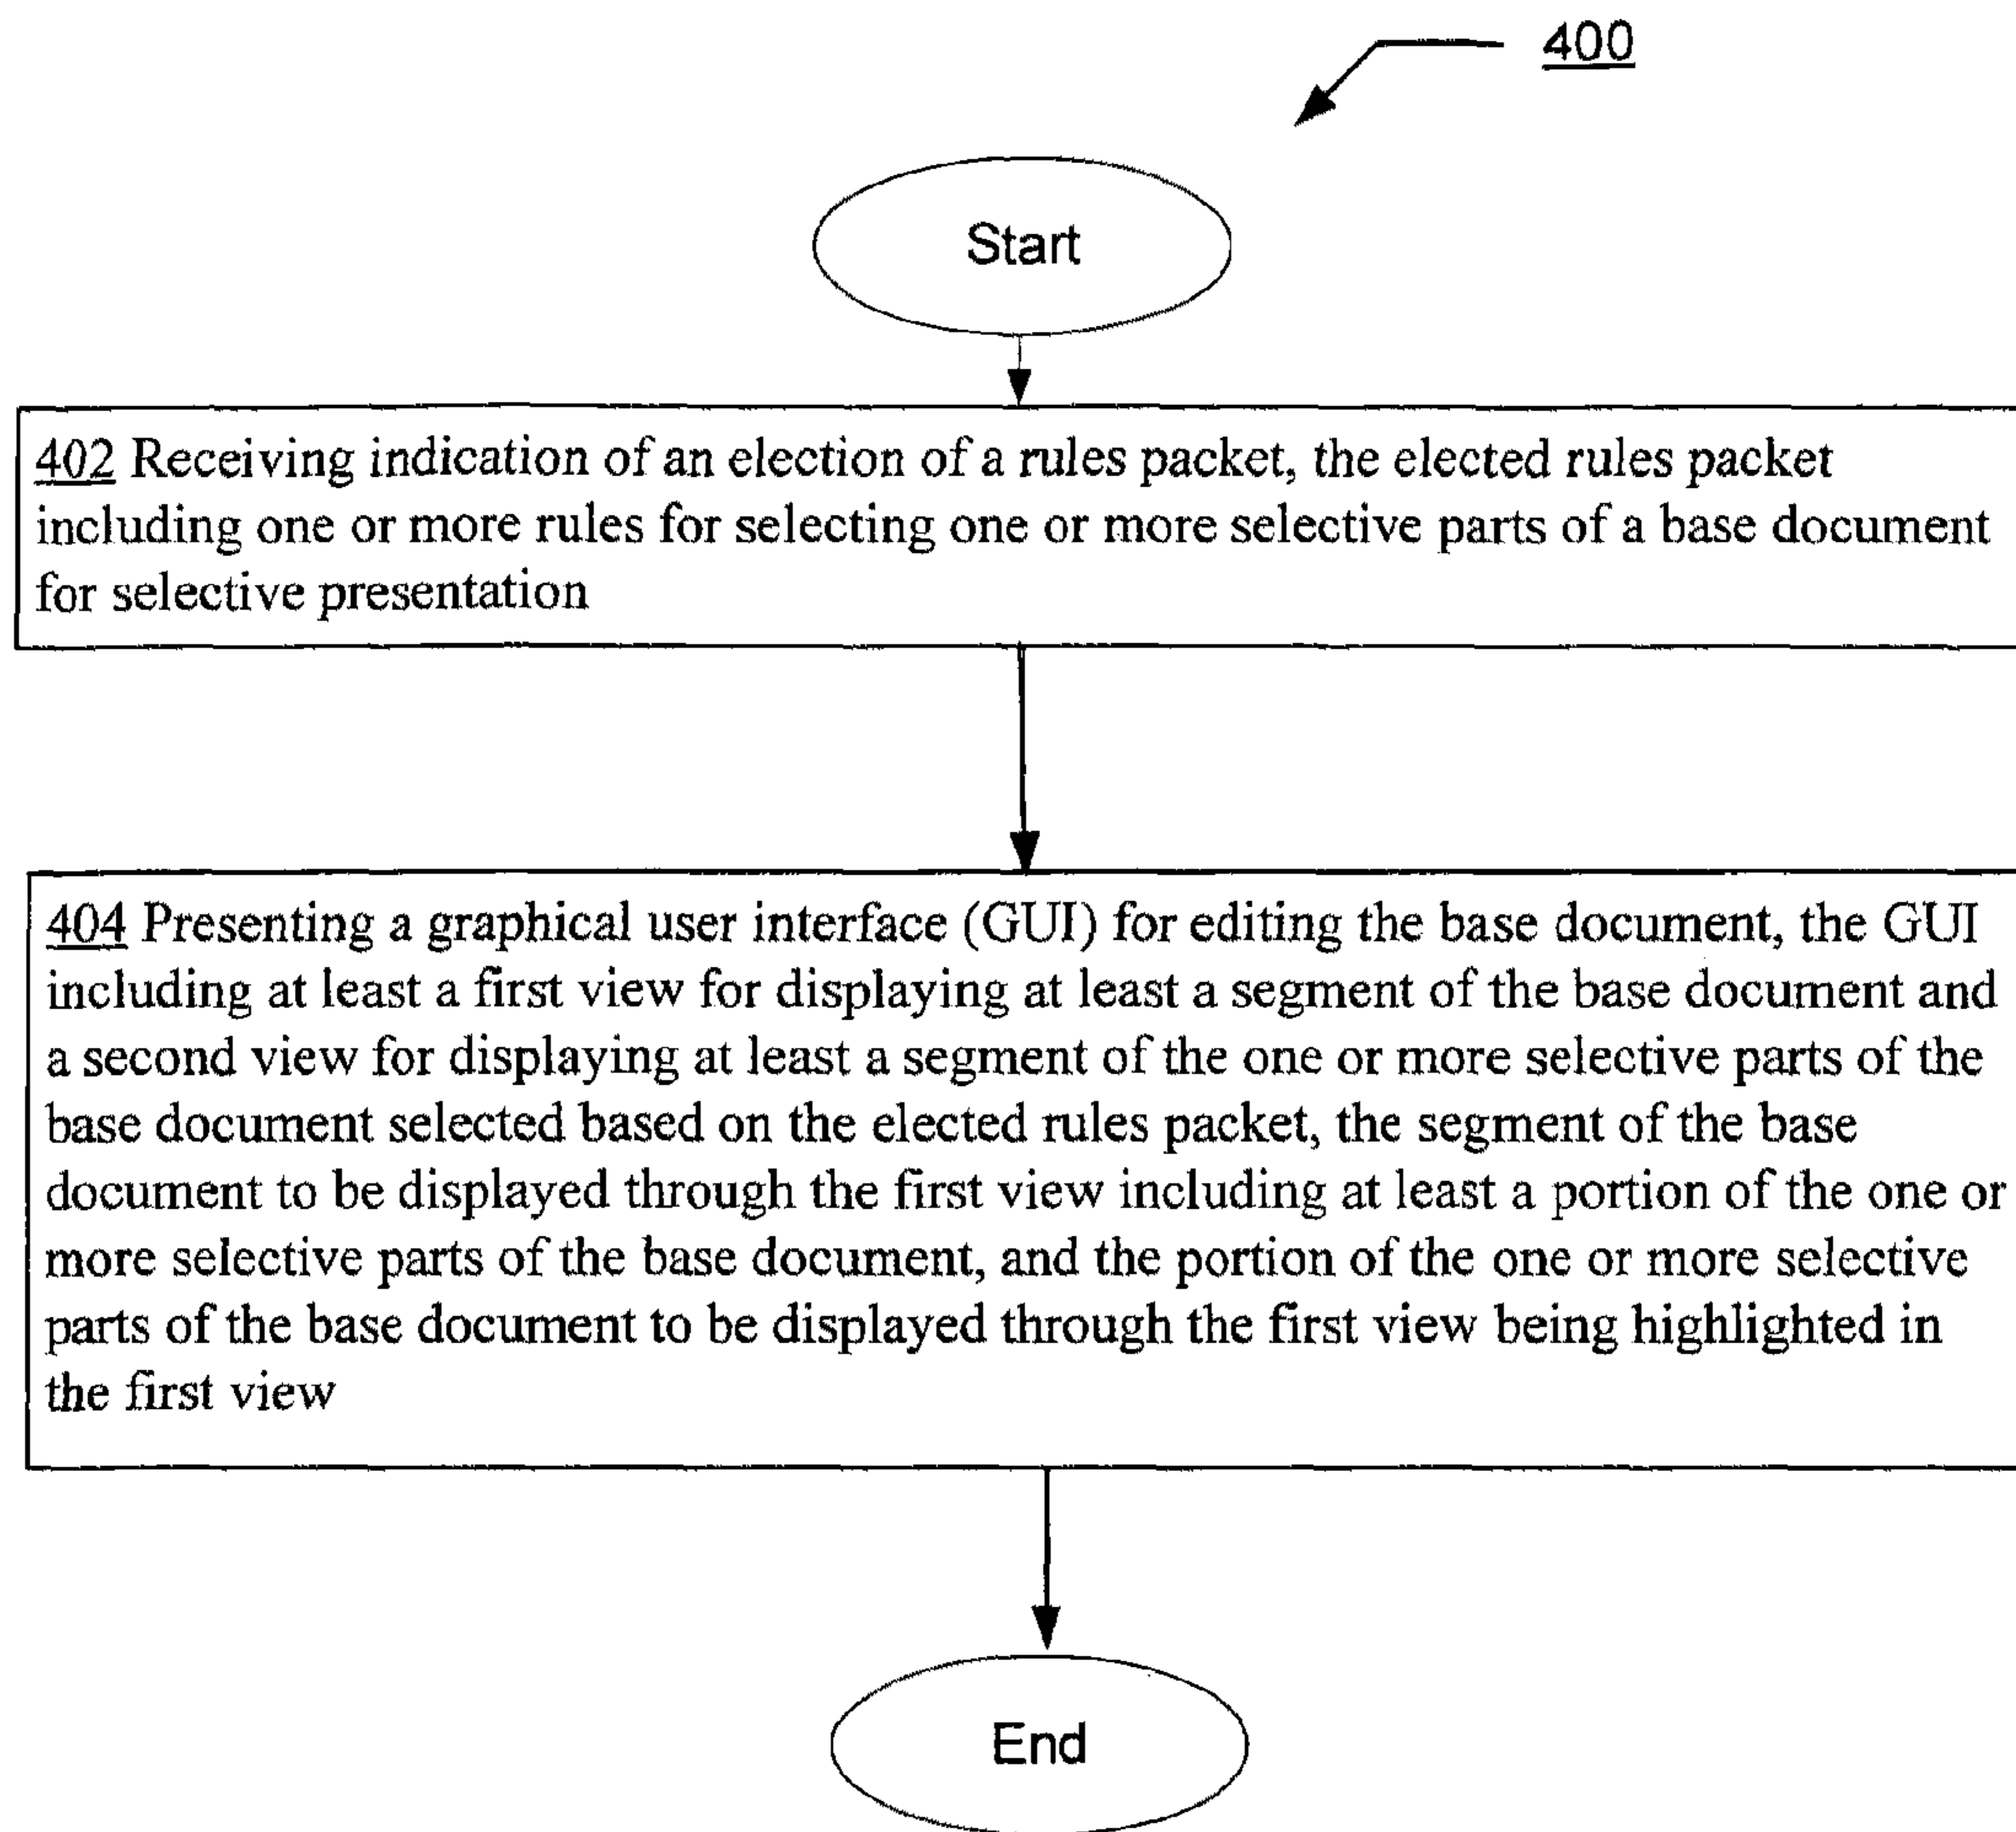 400
Start
402 Receiving indication of an election of a rules packet, the elected rules packet
including one or more rules for selecting one or more selective parts of a base document
for selective presentation
404 Presenting a graphical user interface (GUI) for editing the base document, the GUI
including at least a first view for displaying at least a segment of the base document and
a second view for displaying at least a segment of the one or more selective parts of the
base document selected based on the elected rules packet, the segment of the base
document to be displayed through the first view including at least a portion of the one or
more selective parts of the base document, and the portion of the one or more selective
parts of the base document to be displayed through the first view being highlighted in
the first view
End